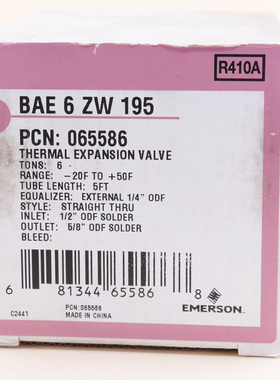 R410A
BAE 6 ZW 195
PCN: 065586
THERMAL EXPANSION VALVE
TONS: 6
RANGE: -20F TO +50F
TUBE LENGTH: 5FT
EQUALIZER: EXTERNAL 1/4" ODF
STYLE: STRAIGHT THRU
INLET: 1/2" ODF SOLDER
OUTLET: 5/8" ODF SOLDER
BLEED:
6 81344 65586 8
EMERSON
C2441
PCN: 065586
MADE IN CHINA